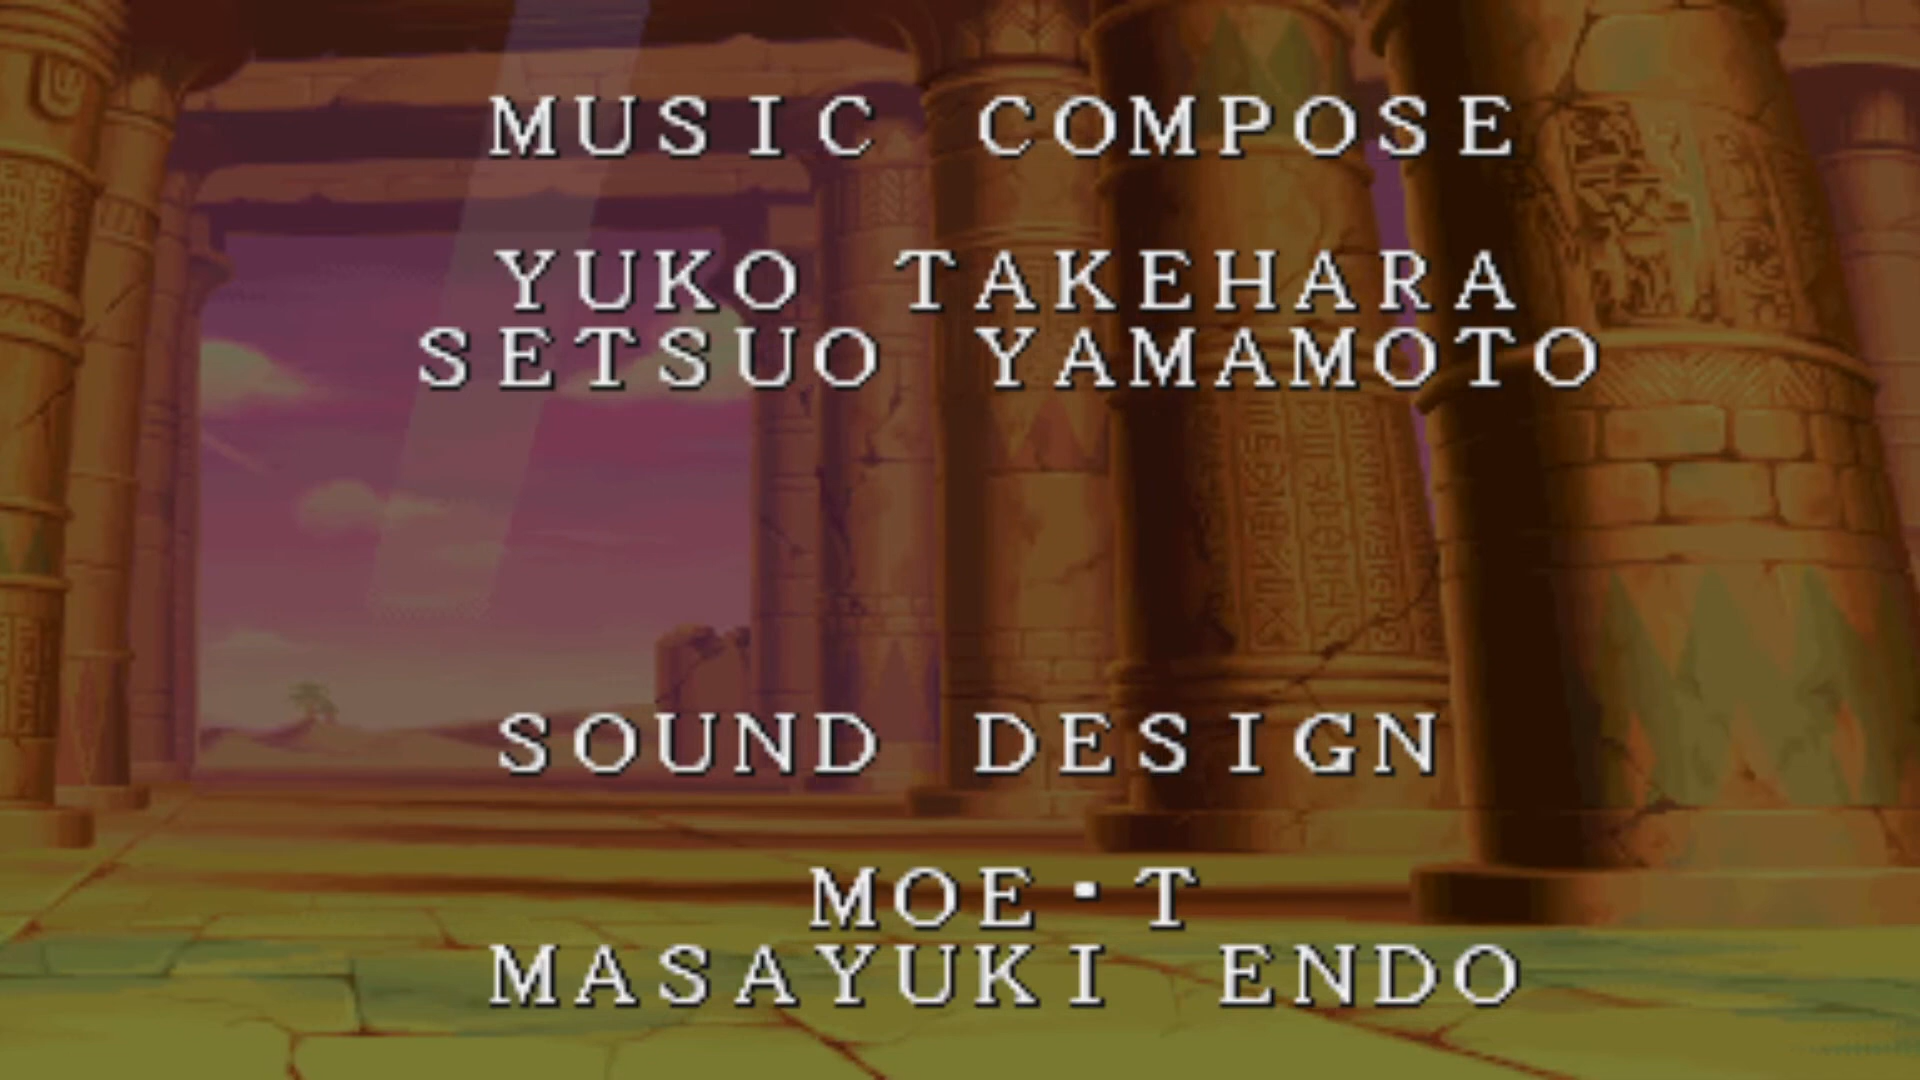 MUSIC COMPOSE
YUKO TAKEHARA
SETSUO YAMAMOTO
SOUND DESIGN
MOE・T
MASAYUKI ENDO